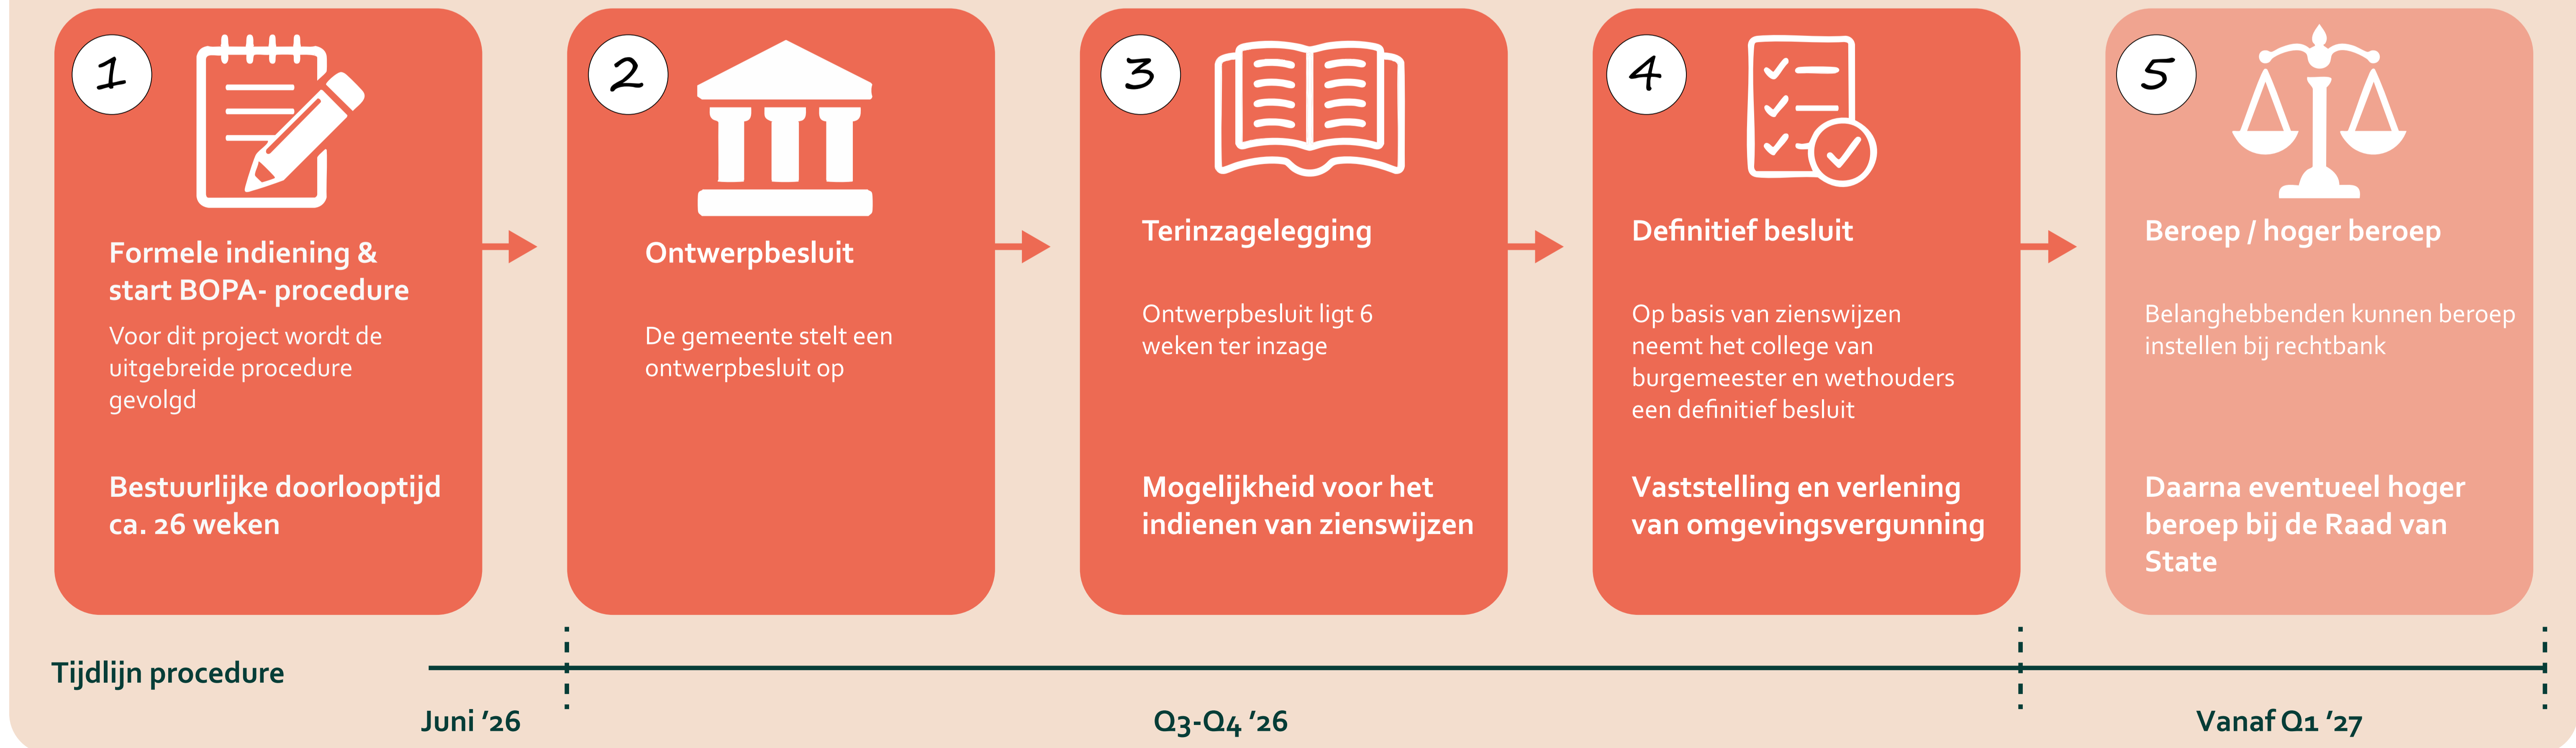 1
Formele indiening &
start BOPA- procedure
Voor dit project wordt de
uitgebreide procedure
gevolgd
Bestuurlijke doorlooptijd
ca. 26 weken
2
Ontwerpbesluit
De gemeente stelt een
ontwerpbesluit op
3
Terinzagelegging
Ontwerpbesluit ligt 6
weken ter inzage
Mogelijkheid voor het
indienen van zienswijzen
4
Definitief besluit
Op basis van zienswijzen
neemt het college van
burgemeester en wethouders
een definitief besluit
Vaststelling en verlening
van omgevingsvergunning
5
Beroep / hoger beroep
Belanghebbenden kunnen beroep
instellen bij rechtbank
Daarna eventueel hoger
beroep bij de Raad van
State
Tijdlijn procedure
Juni ’26
Q3-Q4 ’26
Vanaf Q1 ’27